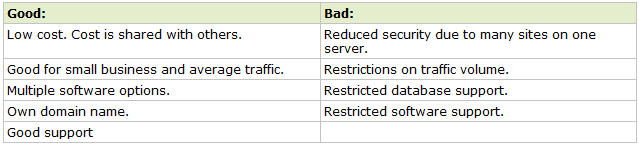 Good: Bad:
Low cost. Cost is shared with others. Reduced security due to many sites on one
server.
Good for small business and average traffic. Restrictions on traffic volume.
Multiple software options. Restricted database support.
Own domain name. Restricted software support.
Good support